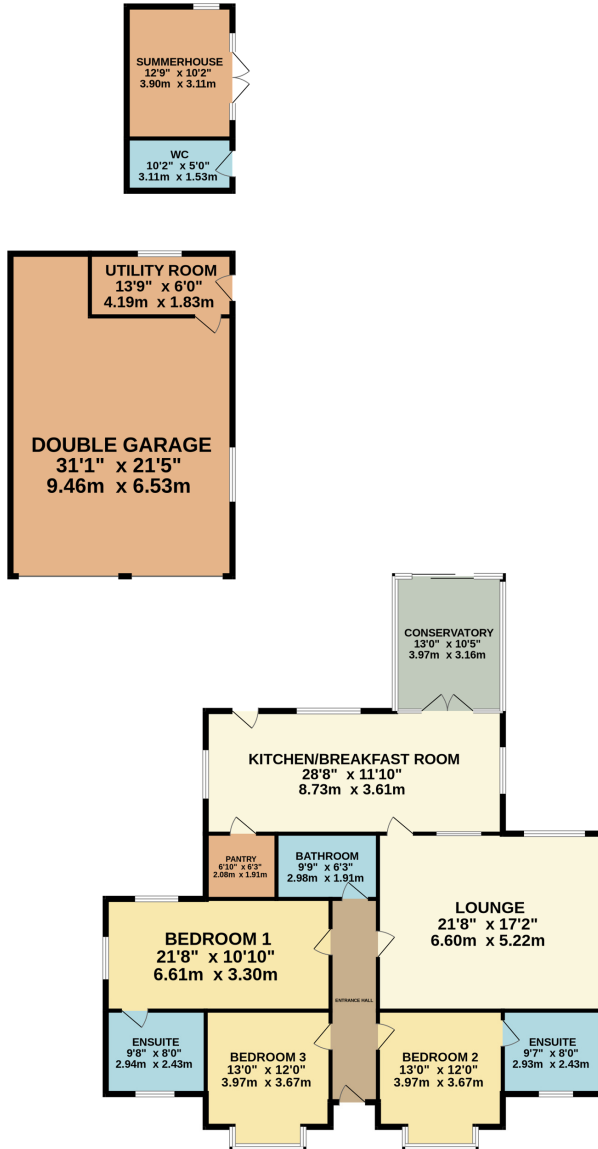 SUMMERHOUSE
12'9" x 10'2"
3.90m x 3.11m
WC
10'2" x 5'0"
3.11m x 1.53m
UTILITY ROOM
13'9" x 6'0"
4.19m x 1.83m
DOUBLE GARAGE
31'1" x 21'5"
9.46m x 6.53m
CONSERVATORY
13'0" x 10'5"
3.97m x 3.16m
KITCHEN/BREAKFAST ROOM
28'8" x 11'10"
8.73m x 3.61m
PANTRY
6'10" x 6'3"
2.08m x 1.91m
BATHROOM
9'9" x 6'3"
2.98m x 1.91m
LOUNGE
21'8" x 17'2"
6.60m x 5.22m
BEDROOM 1
21'8" x 10'10"
6.61m x 3.30m
ENTRANCE HALL
ENSUITE
9'8" x 8'0"
2.94m x 2.43m
BEDROOM 3
13'0" x 12'0"
3.97m x 3.67m
BEDROOM 2
13'0" x 12'0"
3.97m x 3.67m
ENSUITE
9'7" x 8'0"
2.93m x 2.43m